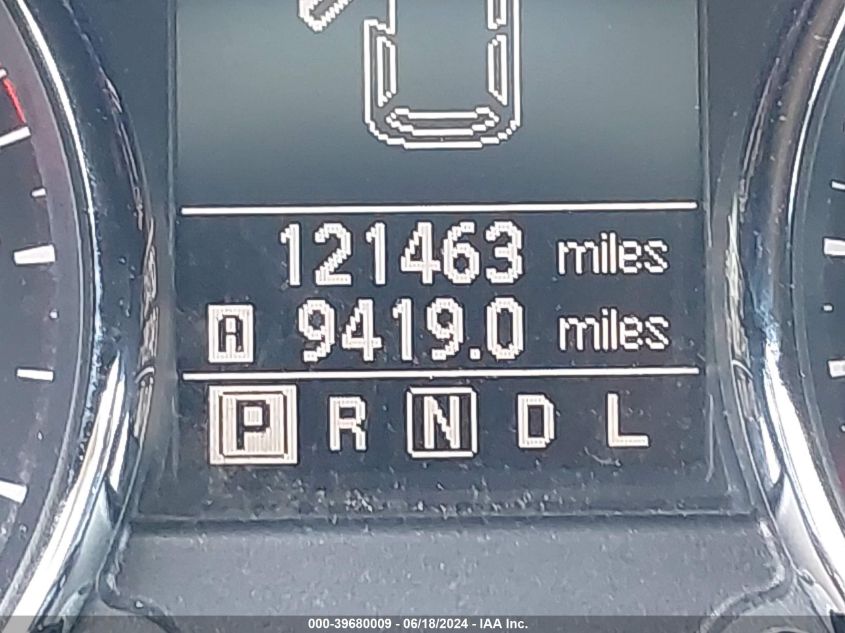 121463 miles
A 9419.0 miles
P R N D L
000-39680009 - 06/18/2024 - IAA Inc.